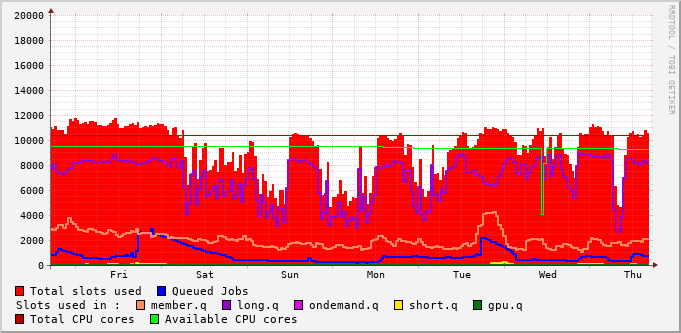 20000
18000
16000
14000
12000
10000
8000
6000
4000
2000
0
Fri Sat Sun Mon Tue Wed Thu
Total slots used Queued Jobs
Slots used in : member.q long.q ondemand.q short.q gpu.q
Total CPU cores Available CPU cores
RRDTOOL / TOBI OETIKER